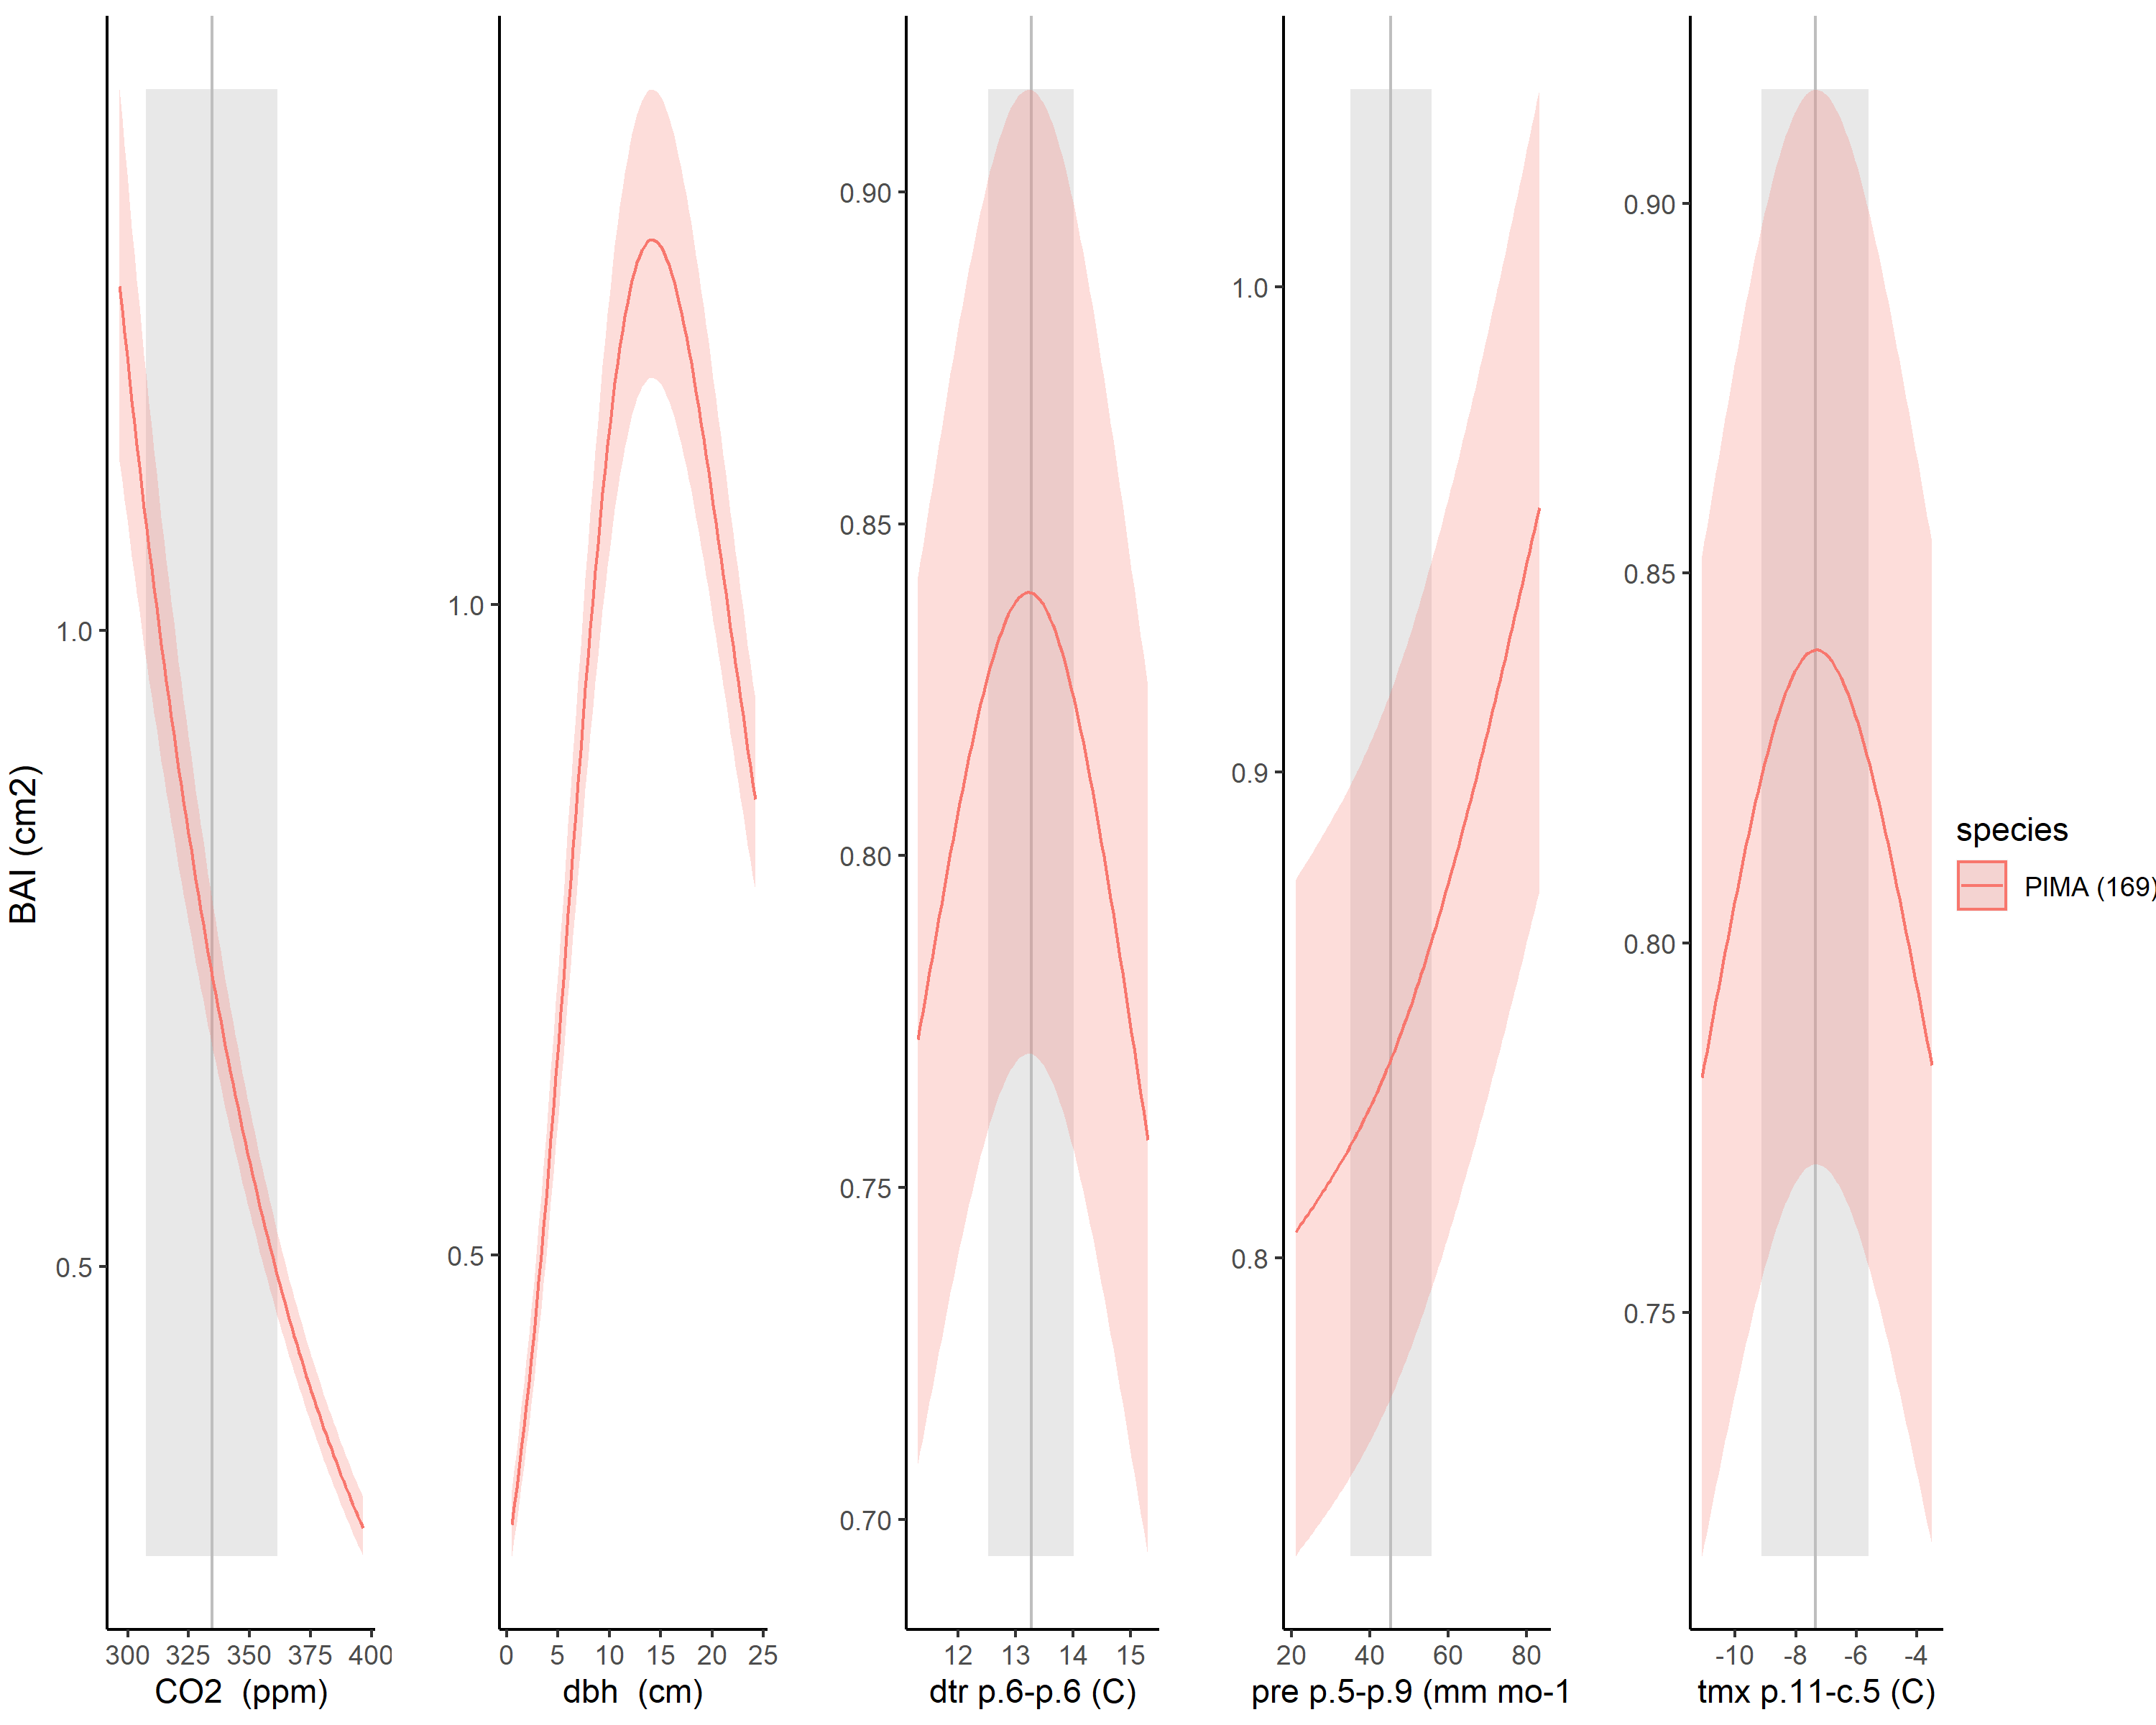 BAI (cm2)
1.0
0.5
300 325 350 375 400
CO2 (ppm)
1.0
0.5
0 5 10 15 20 25
dbh (cm)
0.90
0.85
0.80
0.75
0.70
12 13 14 15
dtr p.6-p.6 (C)
1.0
0.9
0.8
20 40 60 80
pre p.5-p.9 (mm mo-1
0.90
0.85
0.80
0.75
-10 -8 -6 -4
tmx p.11-c.5 (C)
species
PIMA (169)